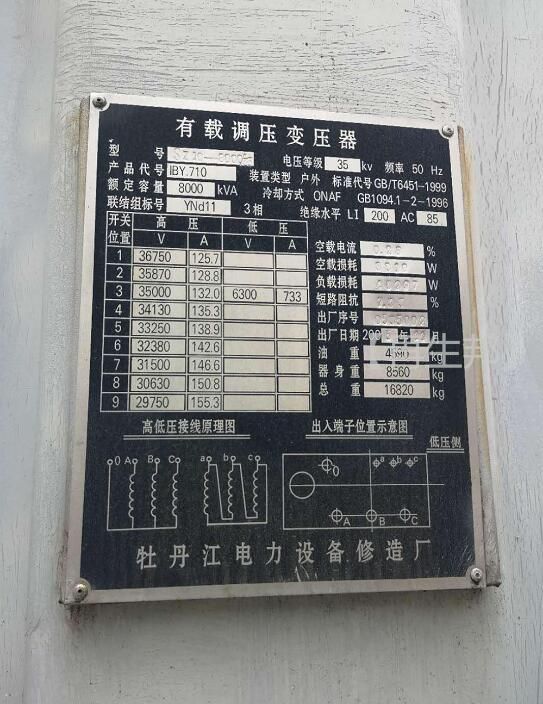 有载调压变压器
型 号 电压等级 35 kv 频率 50 Hz
产品代号 IBY.710 装置类型 户外 标准代号 GB/T6451-1999
额定容量 8000 kVA 冷却方式 ONAF GB1094.1-2-1996
联结组标号 YNd11 3相 绝缘水平 LI 200 AC 85
开关位置 高压 低压
V A V A
1 36750 125.7
2 35870 128.8
3 35000 132.0 6300 733
4 34130 135.3
5 33250 138.9
6 32380 142.6
7 31500 146.6
8 30630 150.8
9 29750 155.3
空载电流 %
空载损耗 W
负载损耗 W
短路阻抗 %
出厂序号
出厂日期 200 年 月
油 重 kg
器身重 8560 kg
总 重 16820 kg
高低压接线原理图 出入端子位置示意图
低压侧
0 A B C a b c
0 a b c
A B C
牡丹江电力设备修造厂